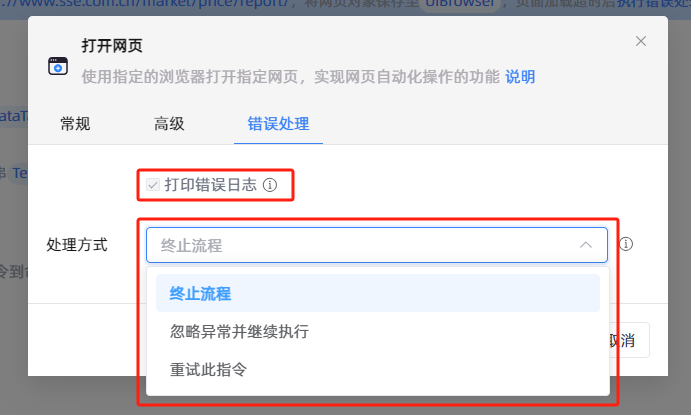 ://www.sse.com.cn/market/price/report/，将网页对象保存至 UiBrowser，页面加载超时后执行错误处
打开网页
使用指定的浏览器打开指定网页，实现网页自动化操作的功能 说明
ataTa
常规 高级 错误处理
Te
打印错误日志
处理方式 终止流程
令到
终止流程
忽略异常并继续执行
取消
重试此指令